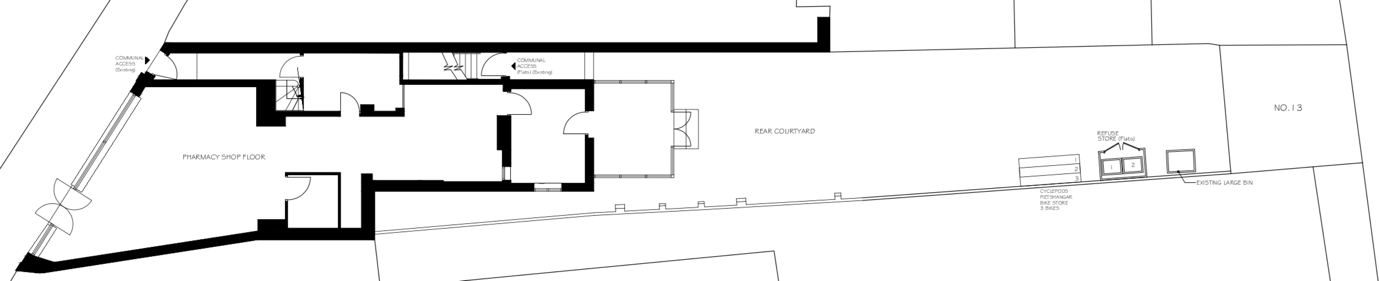 COMMUNAL
ACCESS
(Existing)
COMMUNAL
ACCESS
(Flats) (Existing)
PHARMACY SHOP FLOOR
REAR COURTYARD
REFUSE
STORE (Flats)
1
2
1
2
3
CYCLEPODS
PETSHANGAR
BIKE STORE
3 BIKES
EXISTING LARGE BIN
NO. 13